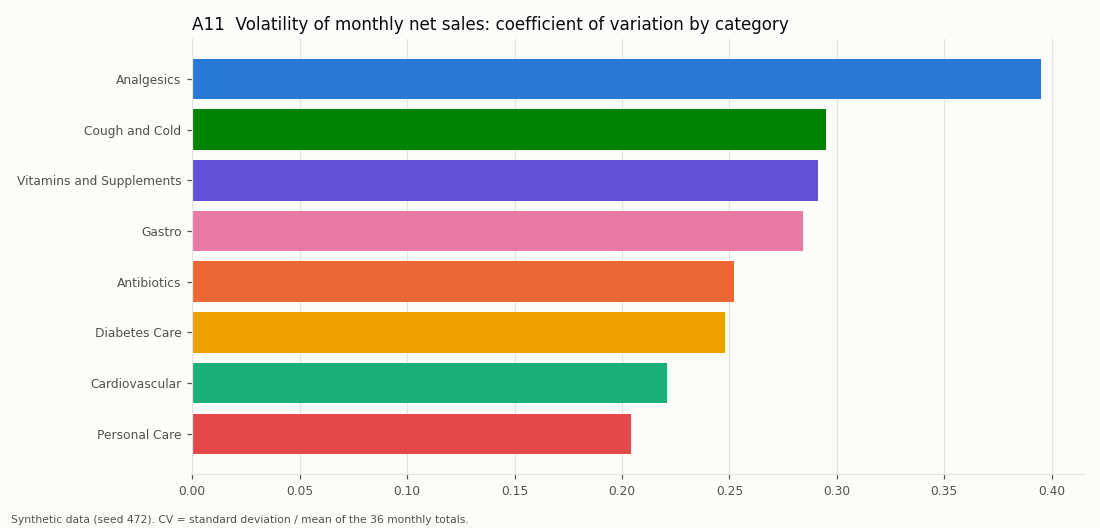 A11  Volatility of monthly net sales: coefficient of variation by category
Analgesics
Cough and Cold
Vitamins and Supplements
Gastro
Antibiotics
Diabetes Care
Cardiovascular
Personal Care
0.00 0.05 0.10 0.15 0.20 0.25 0.30 0.35 0.40
Synthetic data (seed 472). CV = standard deviation / mean of the 36 monthly totals.